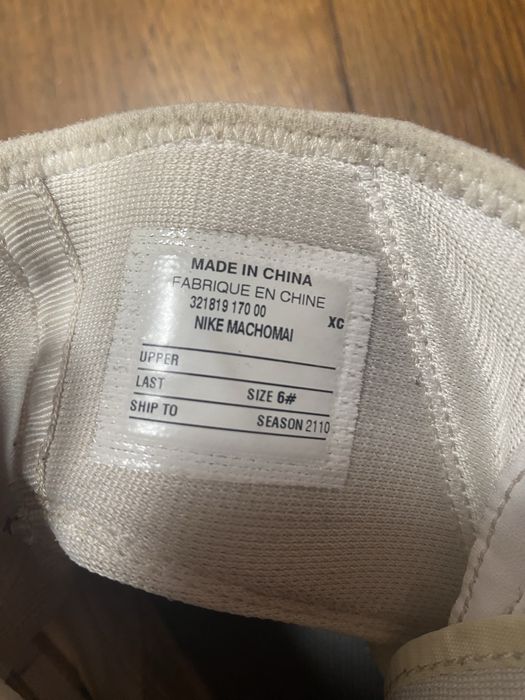 MADE IN CHINA
FABRIQUE EN CHINE
321819 170 00 XC
NIKE MACHOMAI
UPPER
LAST SIZE 6#
SHIP TO SEASON 2110